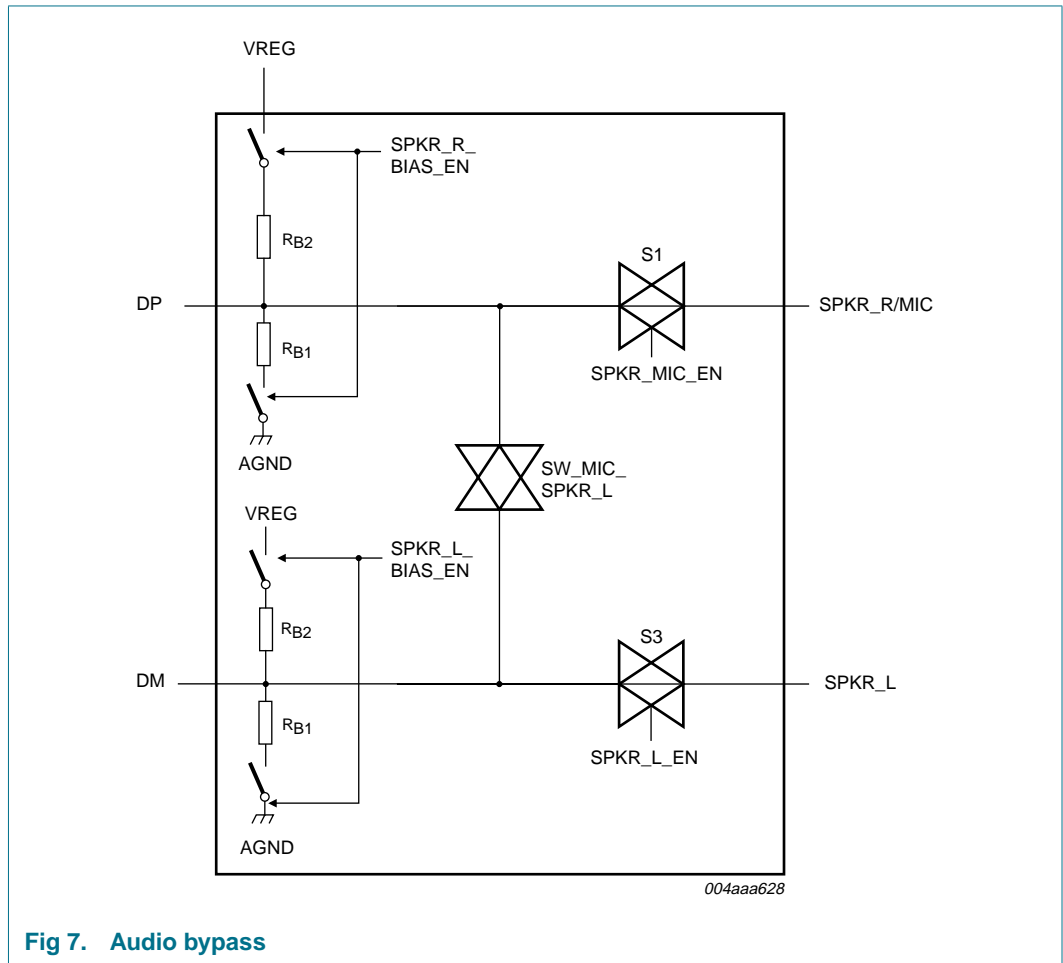 VREG
SPKR_R_
BIAS_EN
RB2
S1
DP
SPKR_R/MIC
RB1
SPKR_MIC_EN
AGND
SW_MIC_
SPKR_L
VREG
SPKR_L_
BIAS_EN
RB2
S3
DM
SPKR_L
RB1
SPKR_L_EN
AGND
004aaa628
Fig 7. Audio bypass